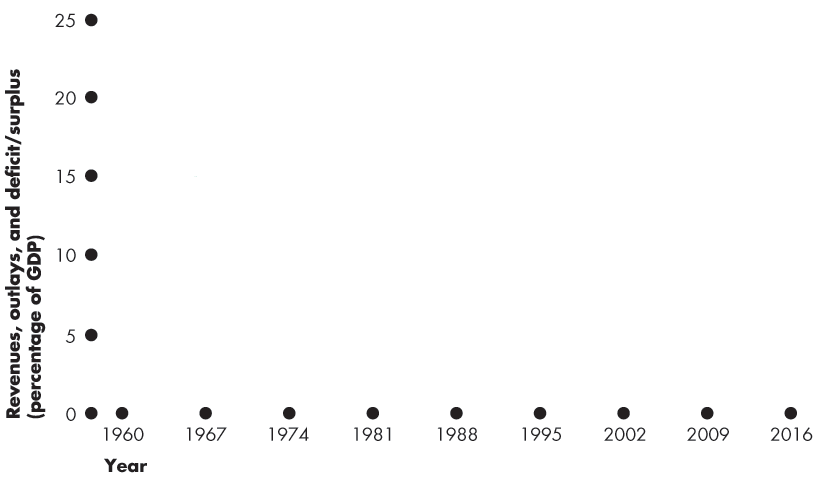 Revenues, outlays, and deficit/surplus
(percentage of GDP)
25
20
15
10
5
0
1960 1967 1974 1981 1988 1995 2002 2009 2016
Year